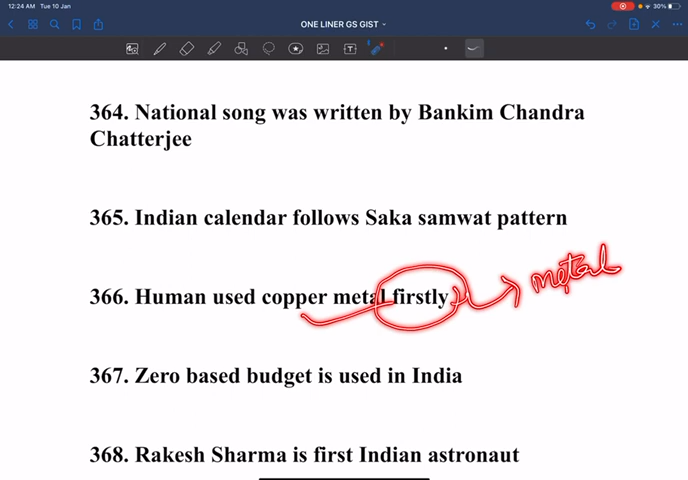 12:24 AM Tue 10 Jan
30%
ONE LINER GS GIST
364. National song was written by Bankim Chandra
Chatterjee
365. Indian calendar follows Saka samwat pattern
366. Human used copper metal firstly
metal
367. Zero based budget is used in India
368. Rakesh Sharma is first Indian astronaut